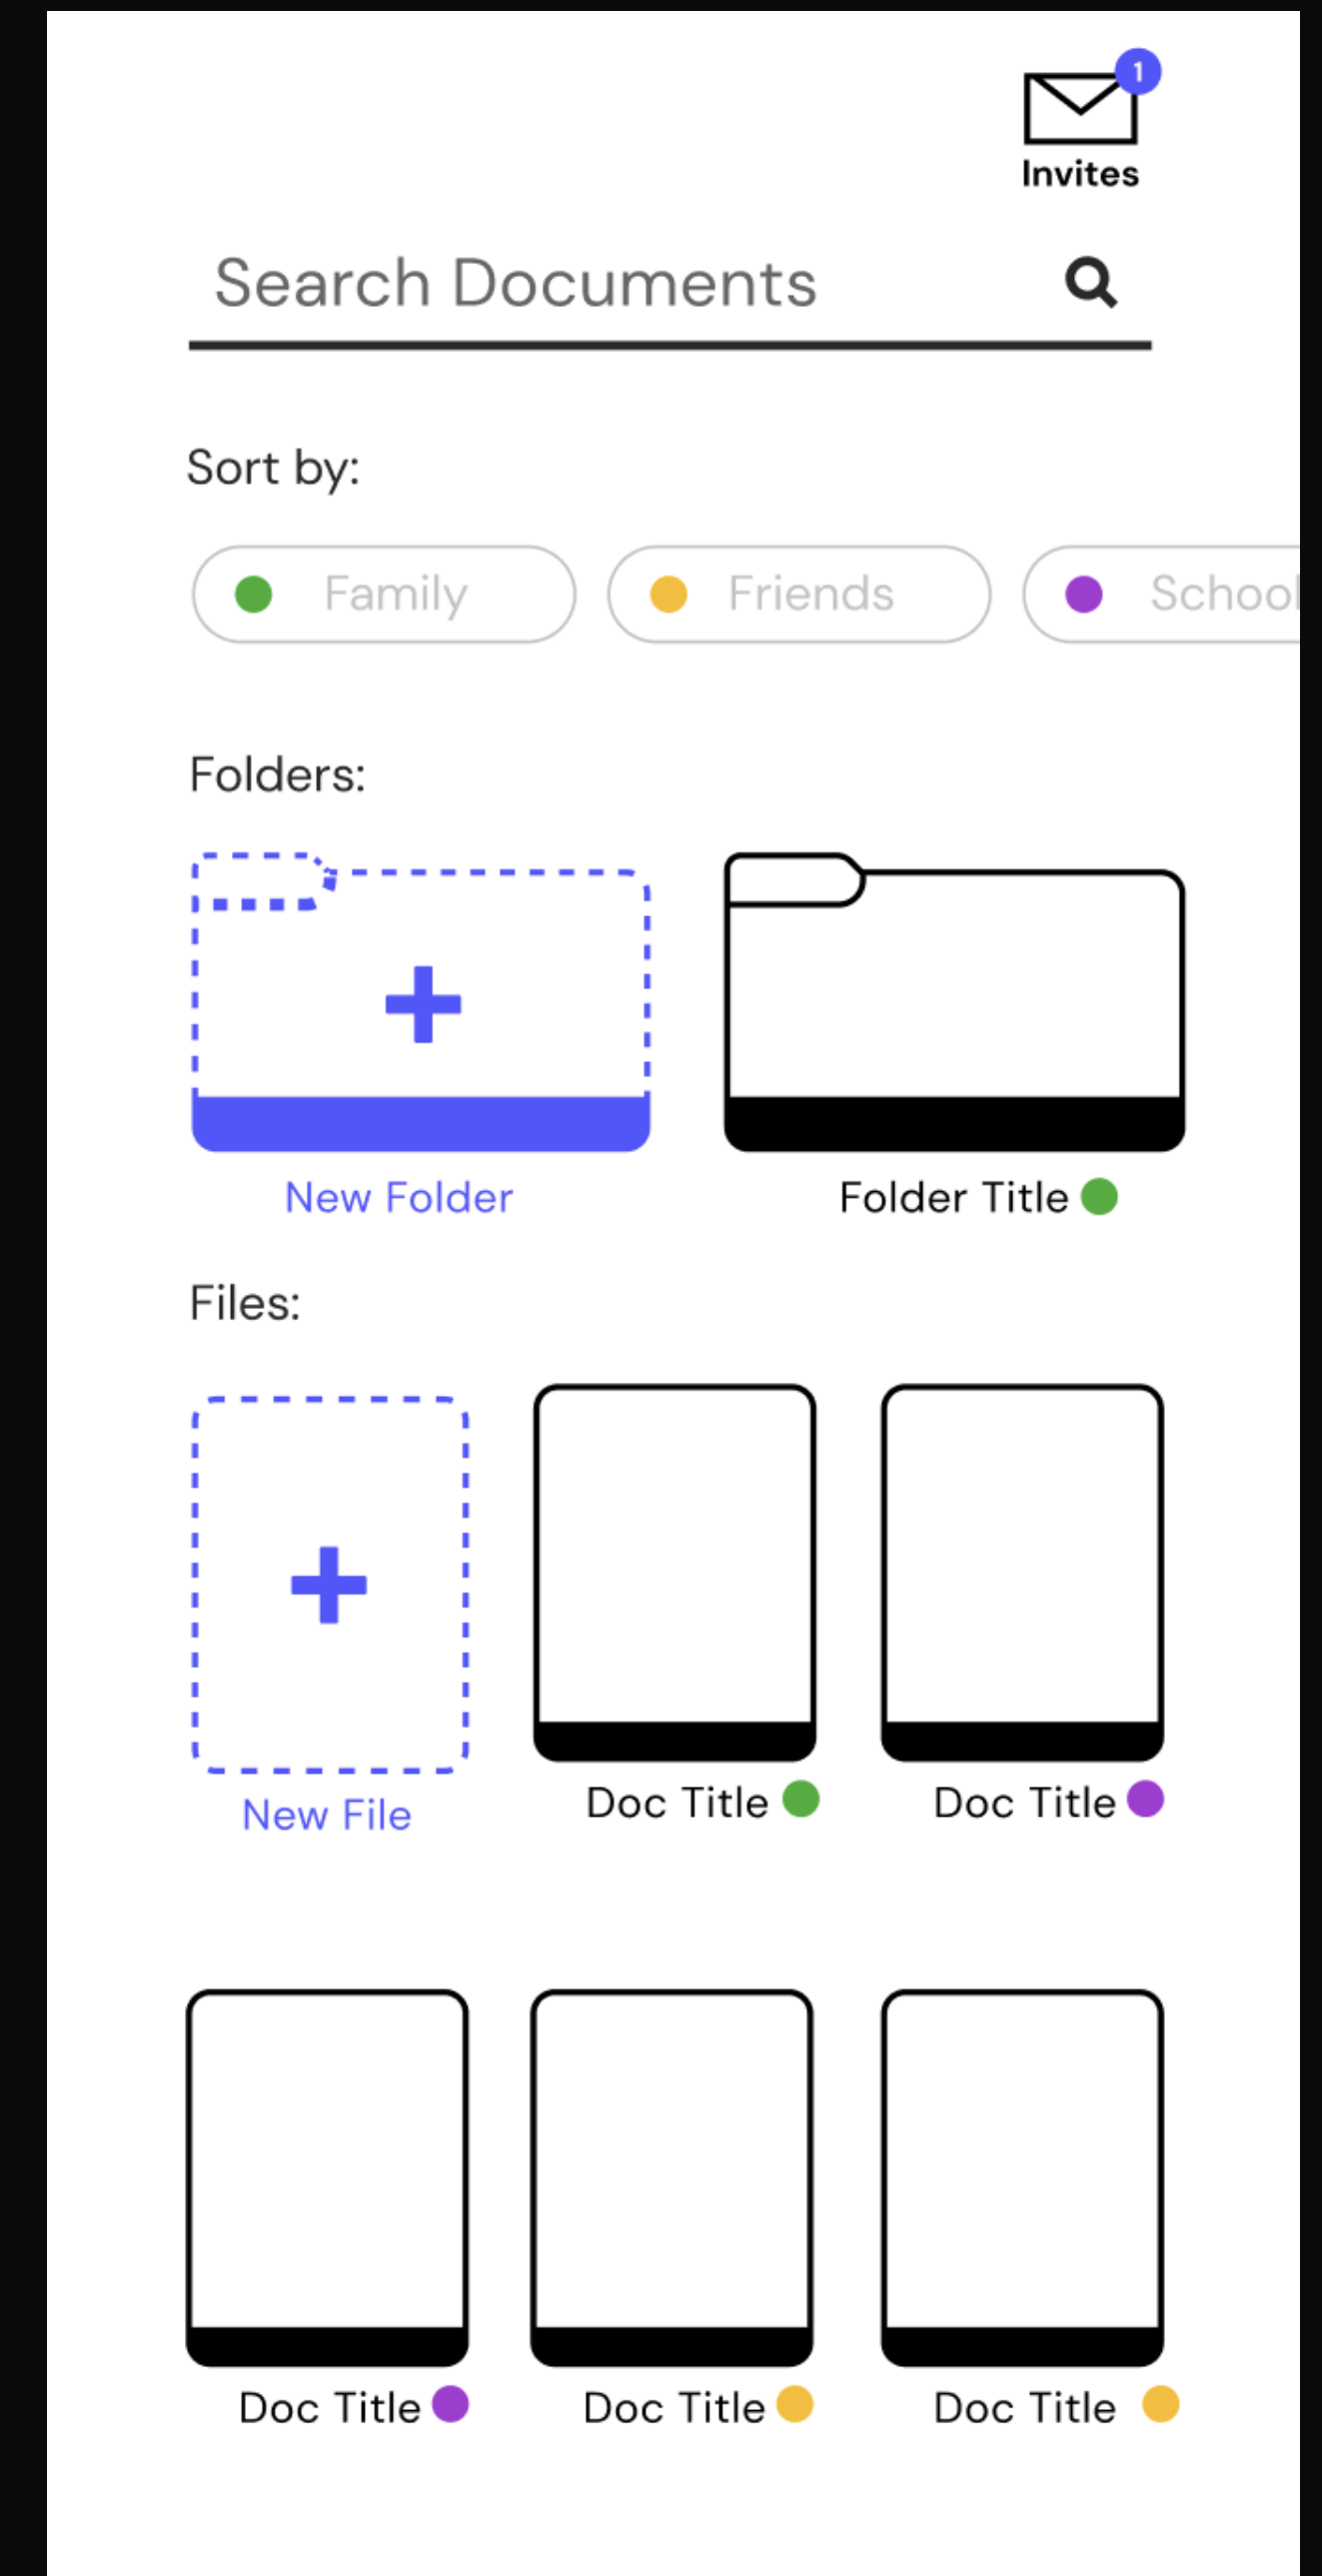 1
Invites
Search Documents
Sort by:
Family Friends School
Folders:
New Folder Folder Title
Files:
New File Doc Title Doc Title
Doc Title Doc Title Doc Title